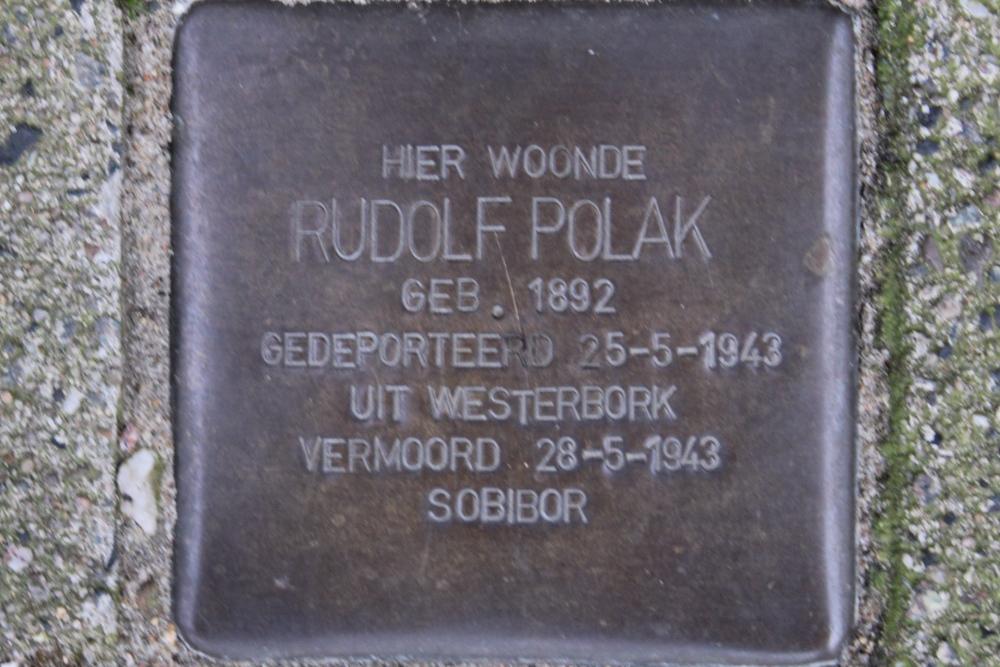 HIER WOONDE
RUDOLF POLAK
GEB. 1892
GEDEPORTEERD 25-5-1943
UIT WESTERBORK
VERMOORD 28-5-1943
SOBIBOR